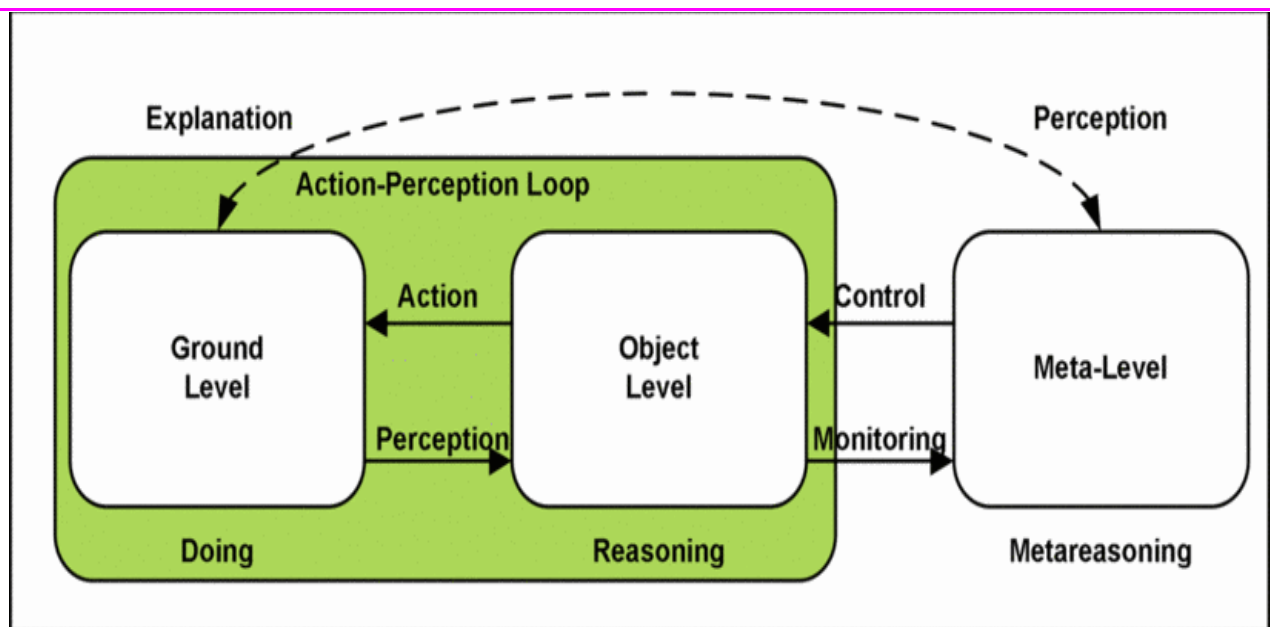 Explanation
Perception
Action-Perception Loop
Action
Control
Ground
Level
Object
Level
Meta-Level
Perception
Monitoring
Doing
Reasoning
Metareasoning